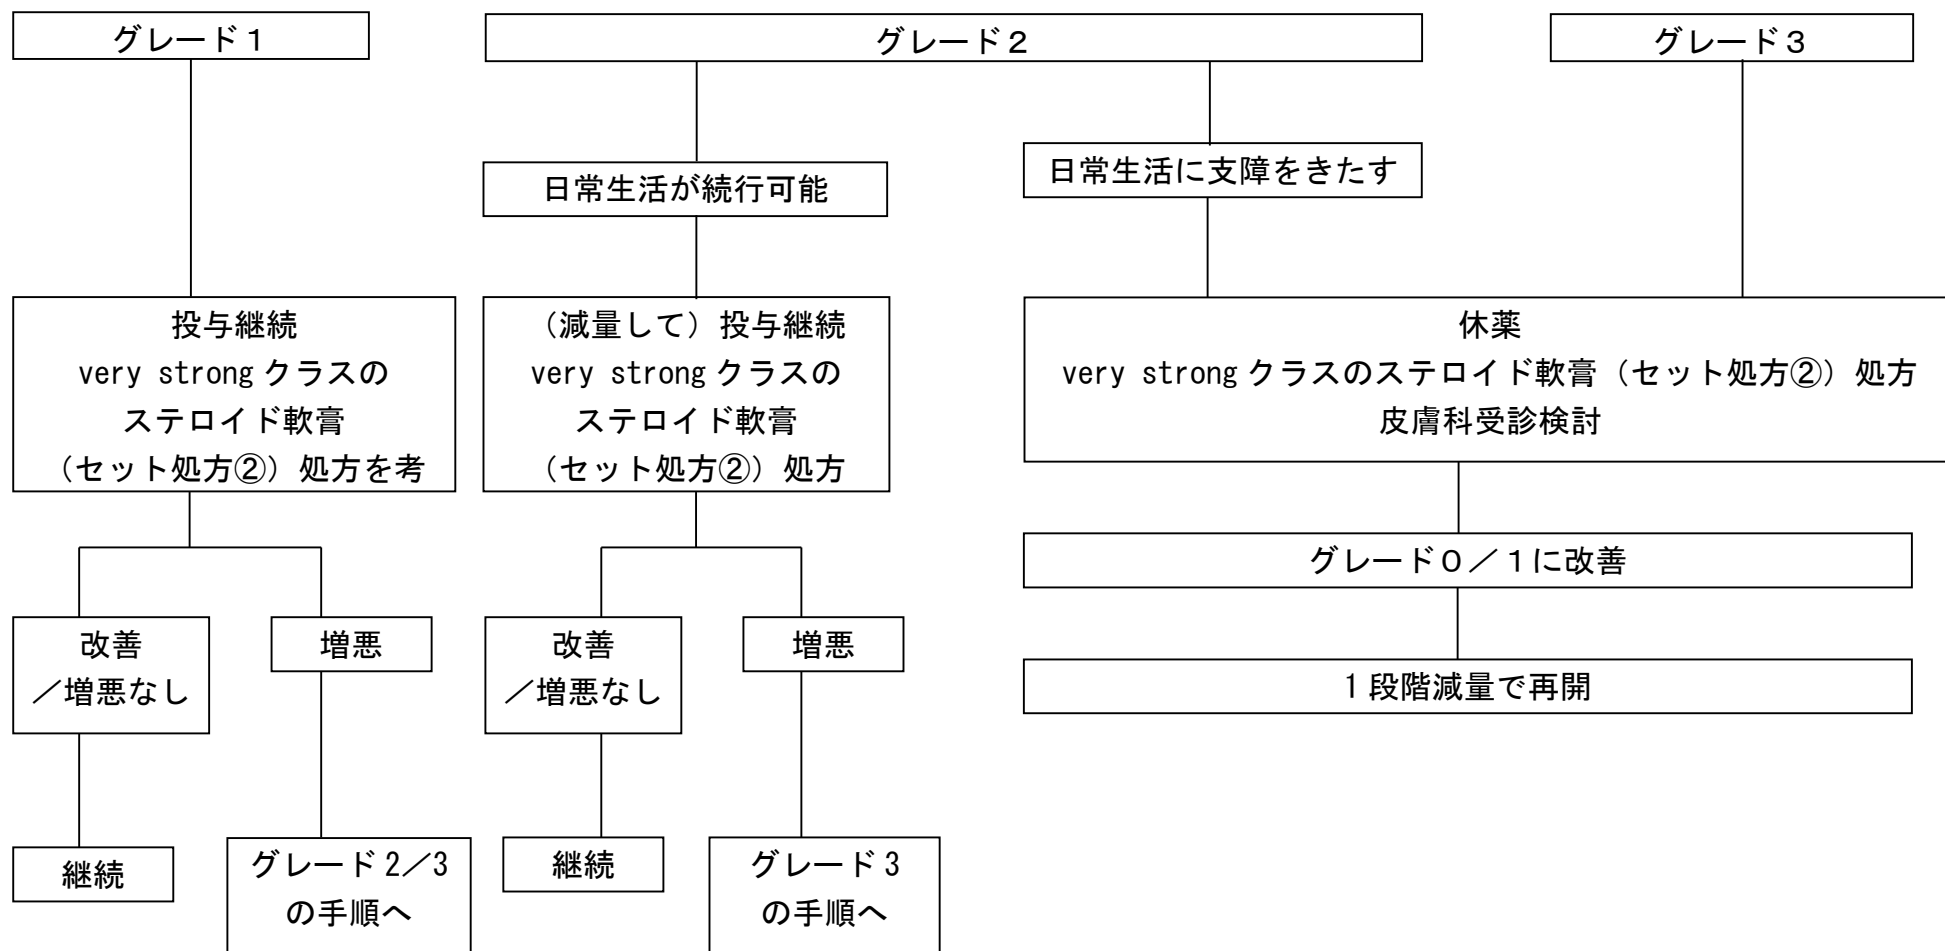 グレード1
グレード2
グレード3
日常生活が続行可能
日常生活に支障をきたす
投与継続
very strong クラスの
ステロイド軟膏
（セット処方②）処方を考
（減量して）投与継続
very strong クラスの
ステロイド軟膏
（セット処方②）処方
休薬
very strong クラスのステロイド軟膏（セット処方②）処方
皮膚科受診検討
グレード０／１に改善
1段階減量で再開
改善
／増悪なし
増悪
改善
／増悪なし
増悪
継続
グレード2／3
の手順へ
継続
グレード3
の手順へ